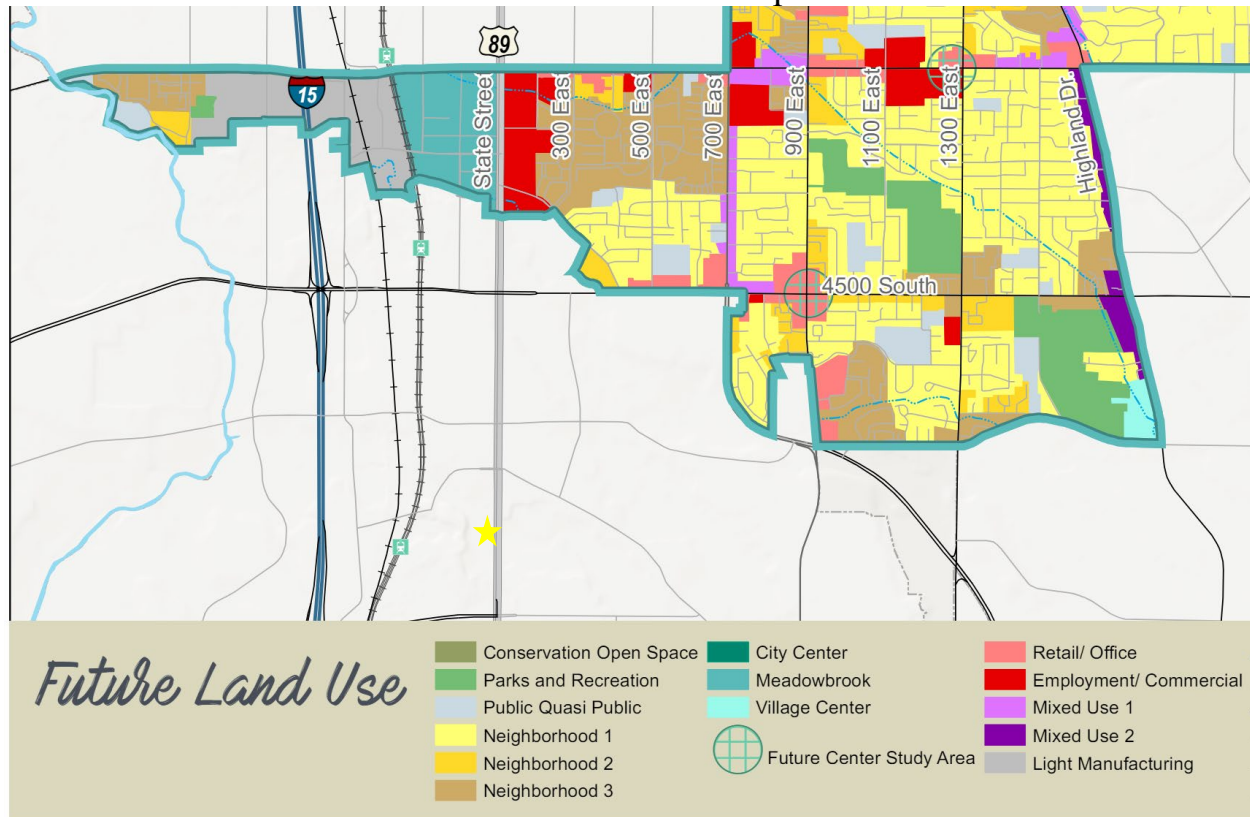 89
15
State Street
300 East
500 East
700 East
900 East
1100 East
1300 East
Highland Dr.
4500 South
Future Land Use
Conservation Open Space
Parks and Recreation
Public Quasi Public
Neighborhood 1
Neighborhood 2
Neighborhood 3
City Center
Meadowbrook
Village Center
Future Center Study Area
Retail/ Office
Employment/ Commercial
Mixed Use 1
Mixed Use 2
Light Manufacturing